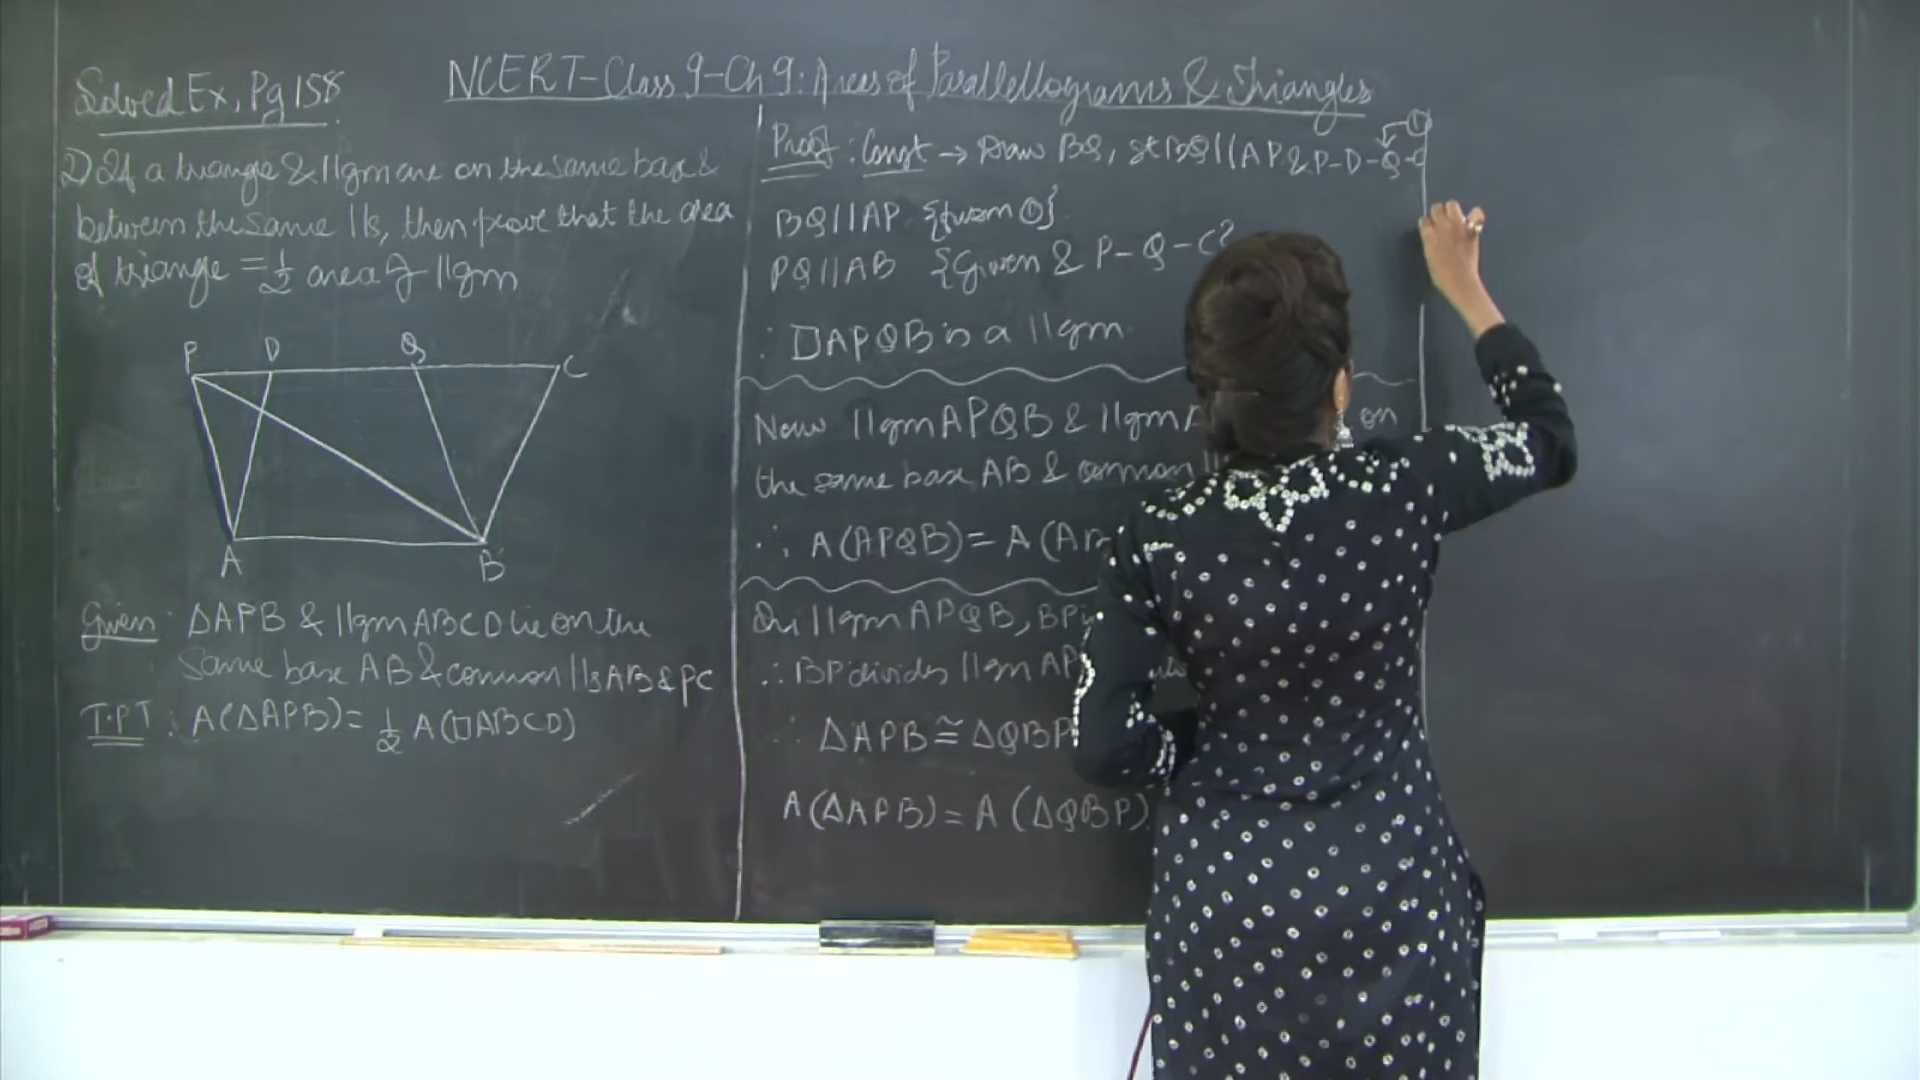 NCERT-Class 9-Ch 9: Areas of Parallellograms & Triangles
Solved Ex, Pg 158
2) If a triangle & ||gm are on the same base &
between the same ||s, then prove that the area
of triangle = 1/2 area of ||gm
P D Q C
A B
Given: ΔAPB & ||gm ABCD lie on the
same base AB & common ||s AB & PC
T.P.T: A(ΔAPB) = 1/2 A(□ABCD)
①
Proof: Const → Draw BQ, st BQ || AP & P-D-Q-C
BQ || AP {from ①}
PQ || AB {Given & P-Q-C}
∴ □APQB is a ||gm
Now ||gm APQB & ||gm A on
the same base AB & common ||
∴ A(APQB) = A(A
In ||gm APQB, BP
∴ BP divides ||gm AP
∴ ΔAPB ≅ ΔQBP
A(ΔAPB) = A(ΔQBP)